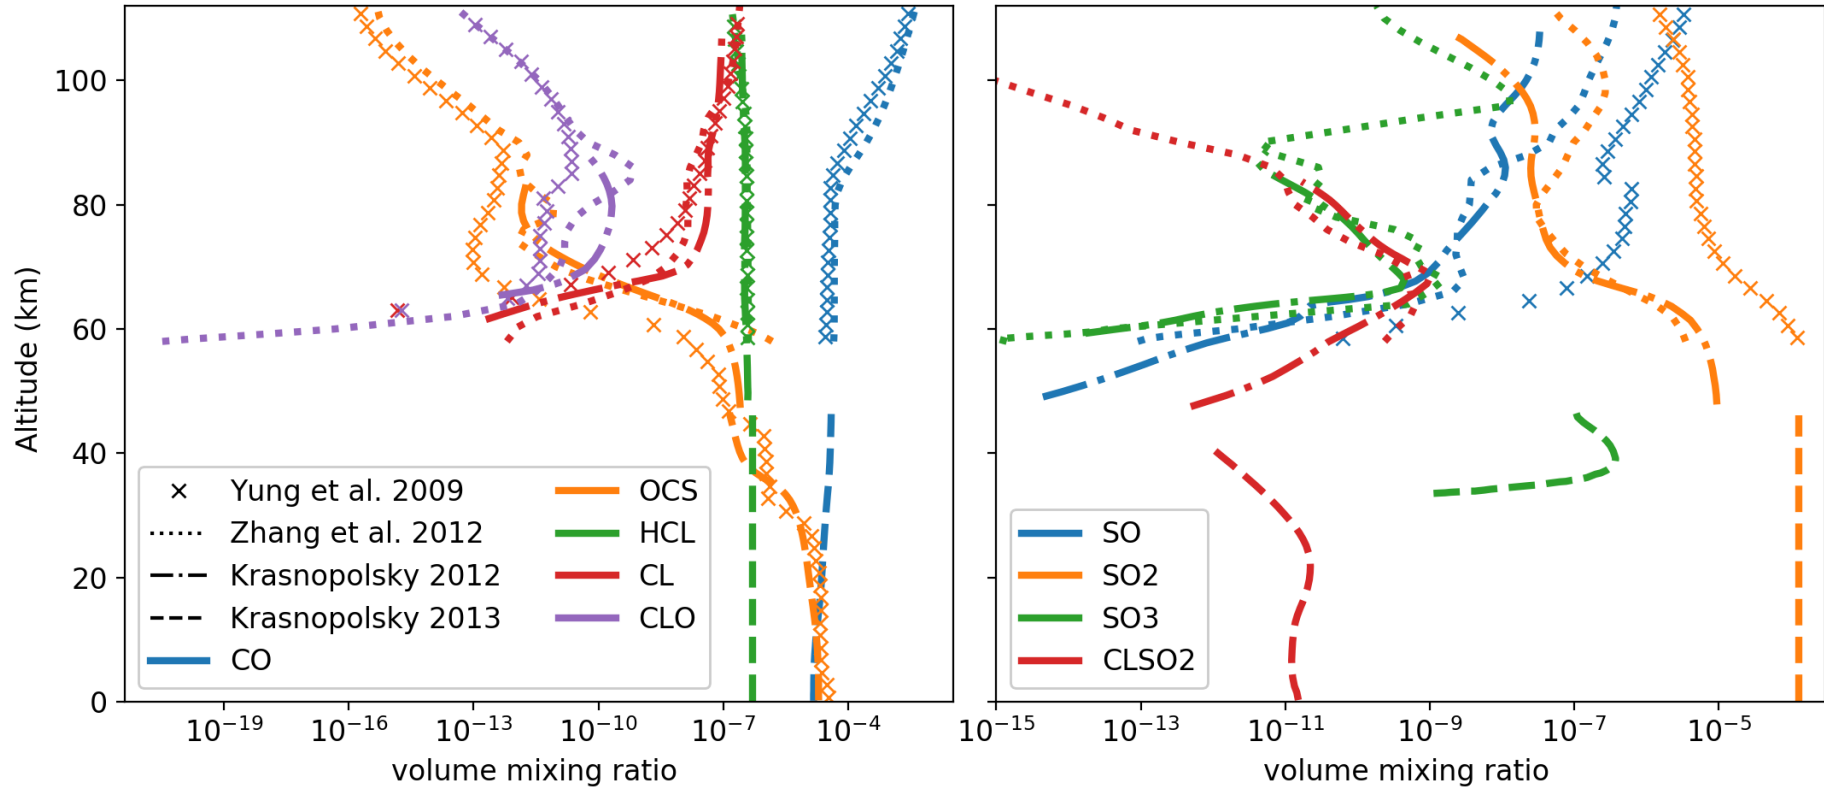 Altitude (km)
100
80
60
40
20
0
Yung et al. 2009
Zhang et al. 2012
Krasnopolsky 2012
Krasnopolsky 2013
CO
OCS
HCL
CL
CLO
10⁻¹⁹ 10⁻¹⁶ 10⁻¹³ 10⁻¹⁰ 10⁻⁷ 10⁻⁴
volume mixing ratio
SO
SO2
SO3
CLSO2
10⁻¹⁵ 10⁻¹³ 10⁻¹¹ 10⁻⁹ 10⁻⁷ 10⁻⁵
volume mixing ratio